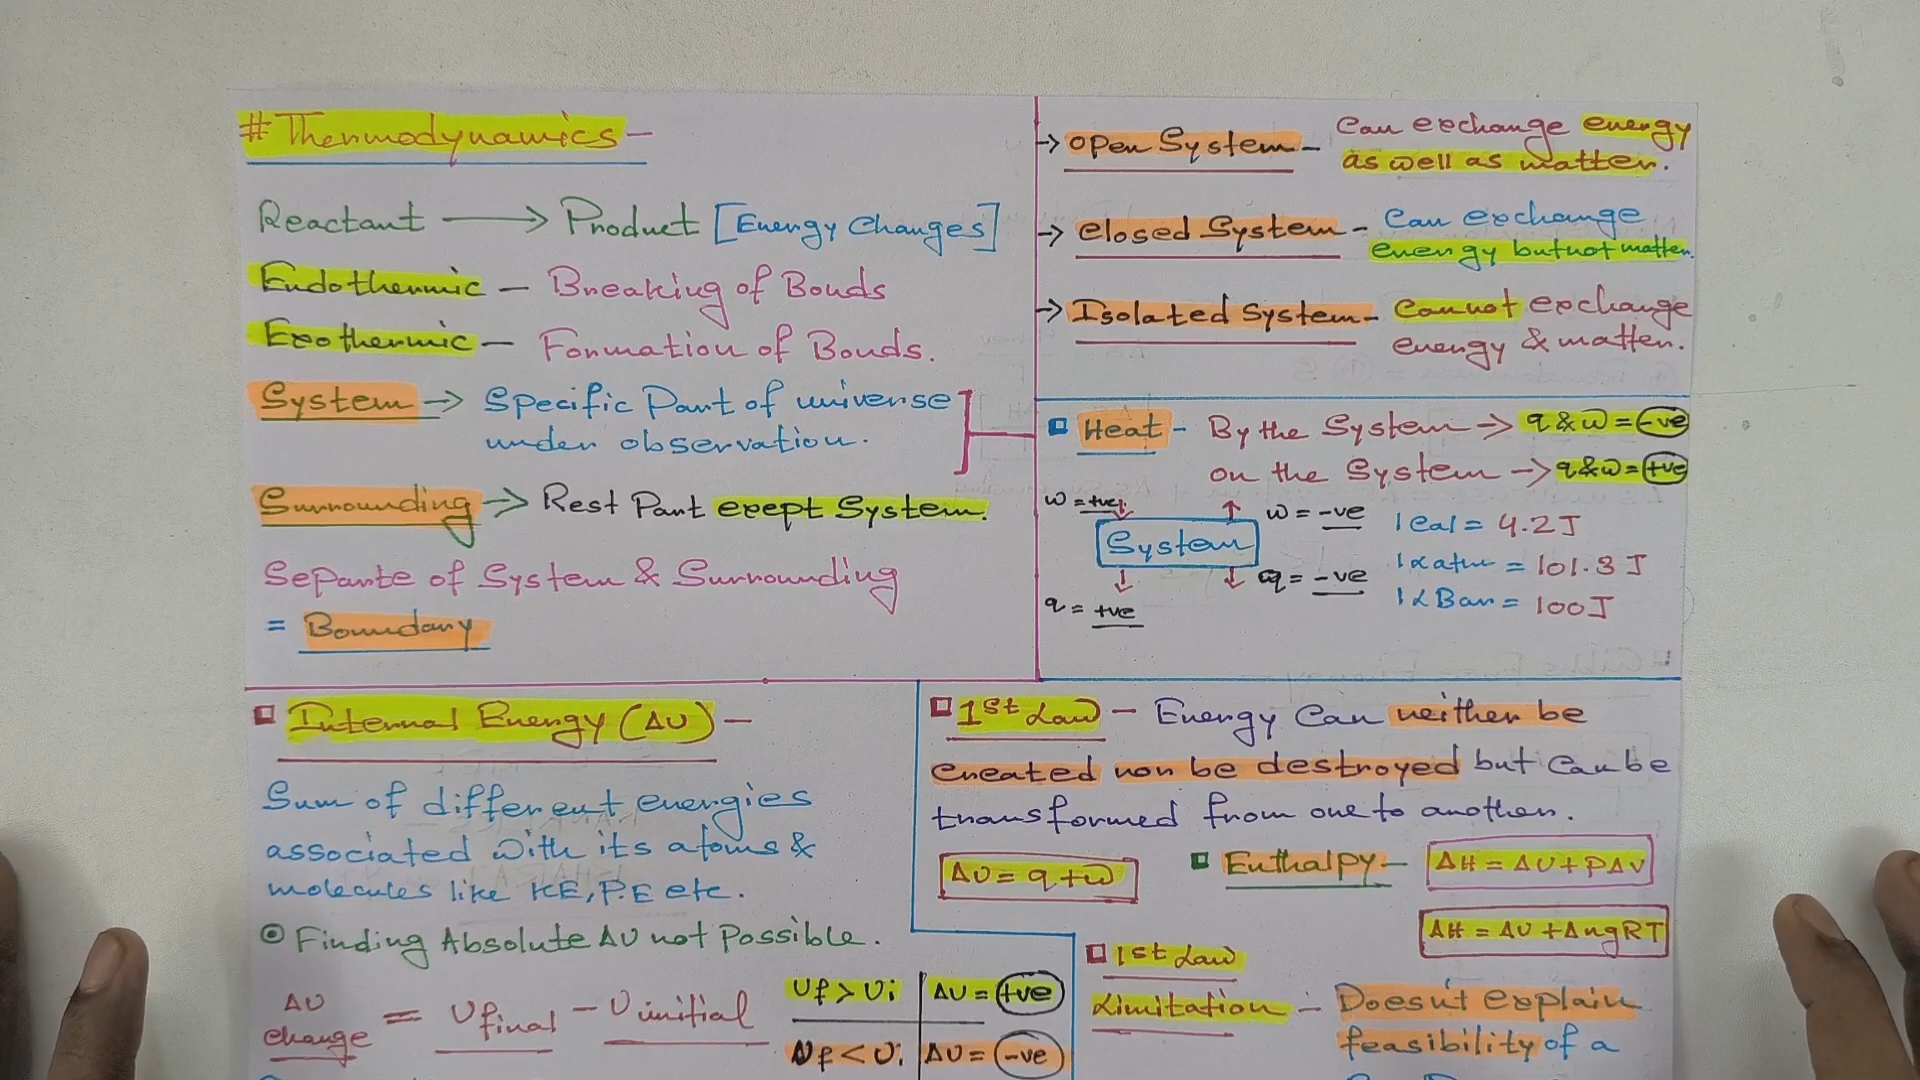 # Thermodynamics -
Reactant → Product [Energy Changes]
Endothermic - Breaking of Bonds
Exothermic - Formation of Bonds.
System → Specific Part of universe
under observation.
Surrounding → Rest Part exept System.
Separate of System & Surrounding
= Boundary
→ Open System - Can exchange energy
as well as matter.
→ Closed System - Can exchange
energy but not matter.
→ Isolated System - Cannot exchange
energy & matter.
Heat - By the System → q & w = -ve
on the System → q & w = +ve
w = +ve
System
w = -ve
q = +ve
q = -ve
1 Cal = 4.2 J
1 L atm = 101.3 J
1 L Bar = 100 J
Internal Energy (ΔU) -
Sum of different energies
associated with its atoms &
molecules like KE, P.E etc.
Finding Absolute ΔU not Possible.
ΔU change = U final - U initial
Uf > Ui | ΔU = +ve
Uf < Ui | ΔU = -ve
1st Law - Energy Can neither be
created nor be destroyed but can be
transformed from one to another.
ΔU = q + w
Enthalpy - ΔH = ΔU + PΔV
ΔH = ΔU + ΔngRT
1st Law
Limitation - Doesn't explain
feasibility of a